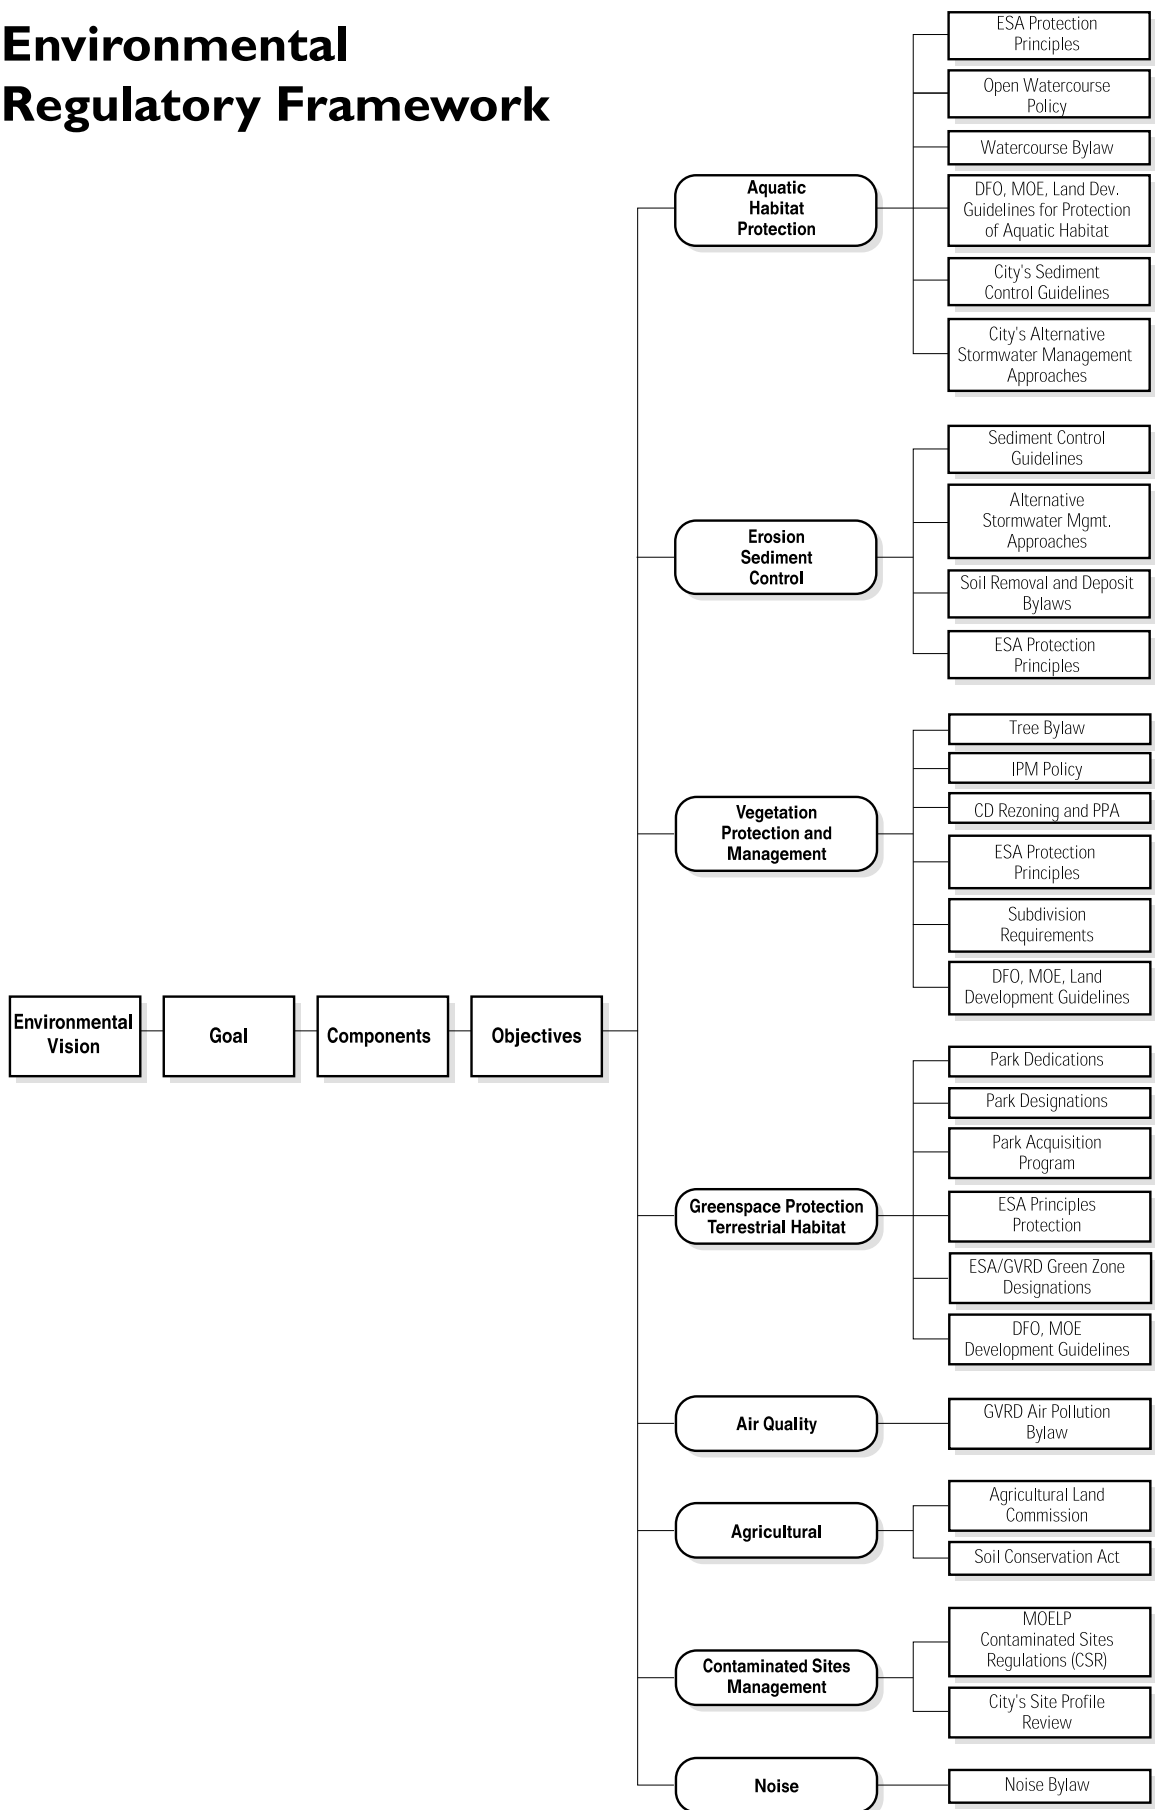 Environmental
Regulatory Framework
Environmental
Vision
Goal
Components
Objectives
Aquatic
Habitat
Protection
ESA Protection
Principles
Open Watercourse
Policy
Watercourse Bylaw
DFO, MOE, Land Dev.
Guidelines for Protection
of Aquatic Habitat
City's Sediment
Control Guidelines
City's Alternative
Stormwater Management
Approaches
Erosion
Sediment
Control
Sediment Control
Guidelines
Alternative
Stormwater Mgmt.
Approaches
Soil Removal and Deposit
Bylaws
ESA Protection
Principles
Vegetation
Protection and
Management
Tree Bylaw
IPM Policy
CD Rezoning and PPA
ESA Protection
Principles
Subdivision
Requirements
DFO, MOE, Land
Development Guidelines
Greenspace Protection
Terrestrial Habitat
Park Dedications
Park Designations
Park Acquisition
Program
ESA Principles
Protection
ESA/GVRD Green Zone
Designations
DFO, MOE
Development Guidelines
Air Quality
GVRD Air Pollution
Bylaw
Agricultural
Agricultural Land
Commission
Soil Conservation Act
Contaminated Sites
Management
MOELP
Contaminated Sites
Regulations (CSR)
City's Site Profile
Review
Noise
Noise Bylaw